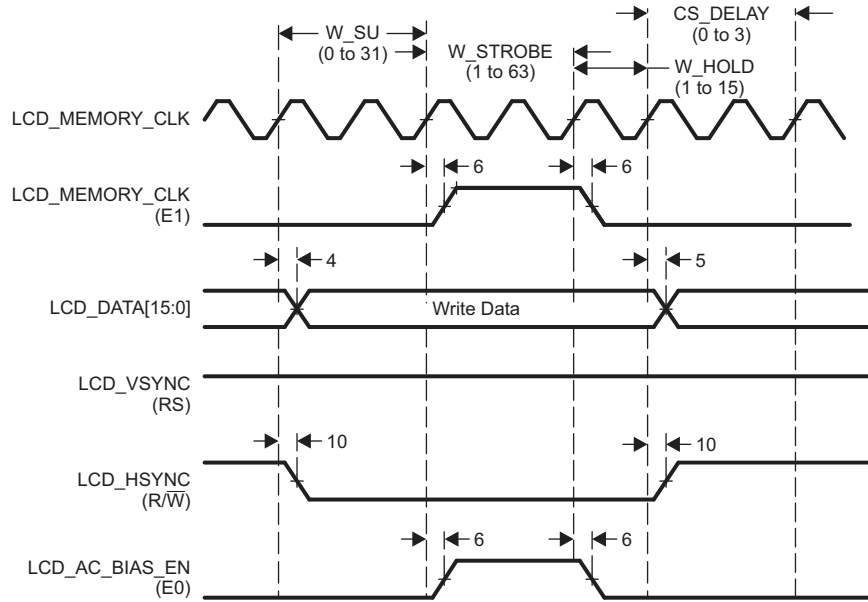 CS_DELAY
(0 to 3)
W_SU
(0 to 31)
W_STROBE
(1 to 63)
W_HOLD
(1 to 15)
LCD_MEMORY_CLK
6
6
LCD_MEMORY_CLK
(E1)
4
5
LCD_DATA[15:0]
Write Data
LCD_VSYNC
(RS)
10
10
LCD_HSYNC
(R/W̅)
6
6
LCD_AC_BIAS_EN
(E0)